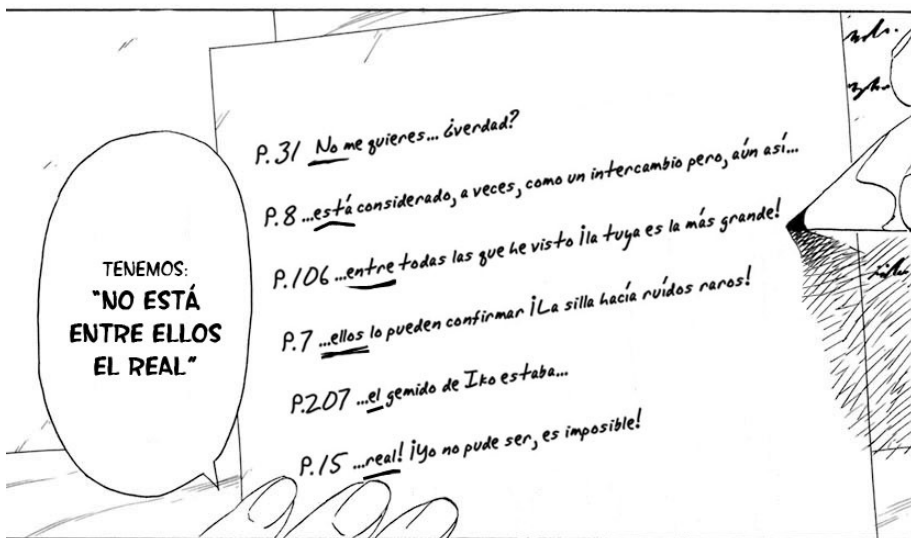 TENEMOS:
"NO ESTÁ
ENTRE ELLOS
EL REAL"
P.31 No me quieres... ¿verdad?
P.8 ...está considerado, a veces, como un intercambio pero, aún así...
P.106 ...entre todas las que he visto ¡la tuya es la más grande!
P.7 ...ellos lo pueden confirmar ¡La silla hacía ruídos raros!
P.207 ...el gemido de Iko estaba...
P.15 ...real! ¡Yo no pude ser, es imposible!